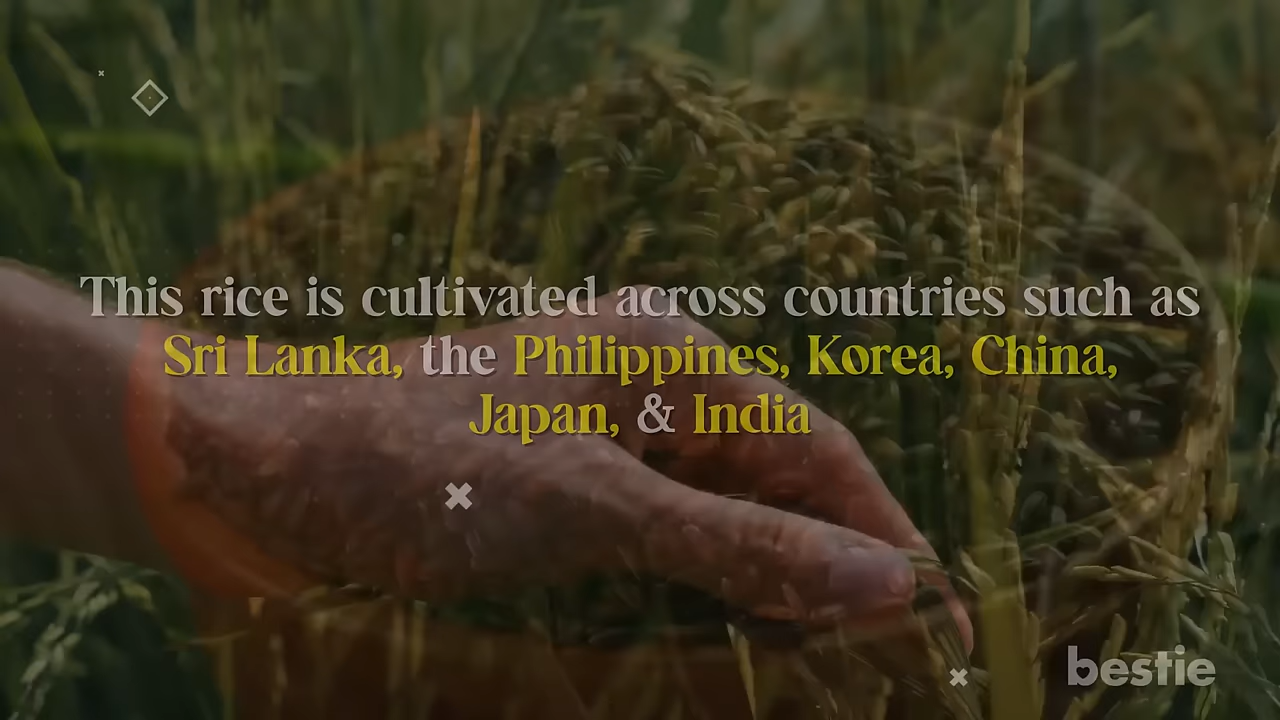 This rice is cultivated across countries such as
Sri Lanka, the Philippines, Korea, China,
Japan, & India
bestie